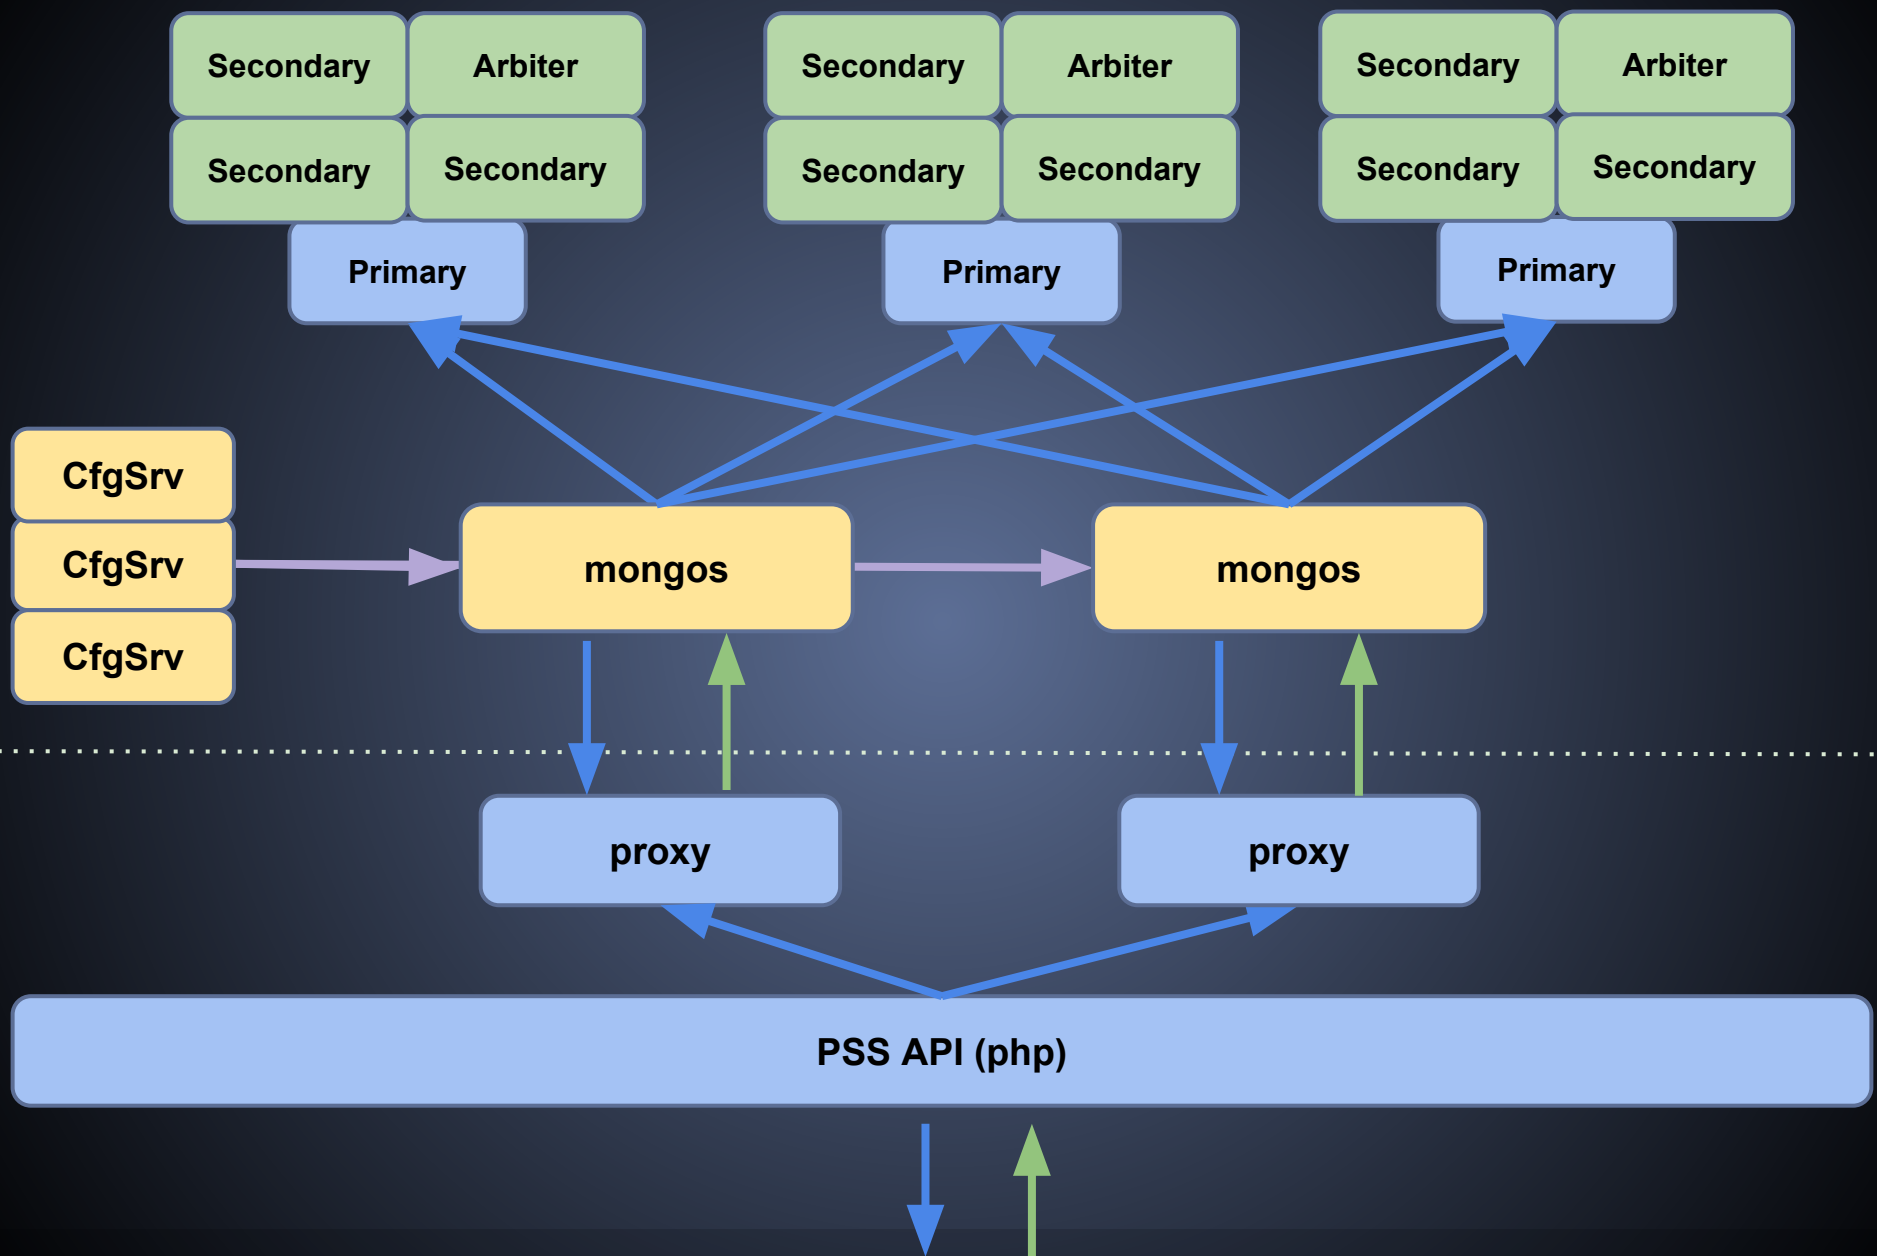 Secondary Arbiter Secondary Arbiter Secondary Arbiter
Secondary Secondary Secondary Secondary Secondary Secondary
Primary Primary Primary
CfgSrv
CfgSrv mongos mongos
CfgSrv
proxy proxy
PSS API (php)